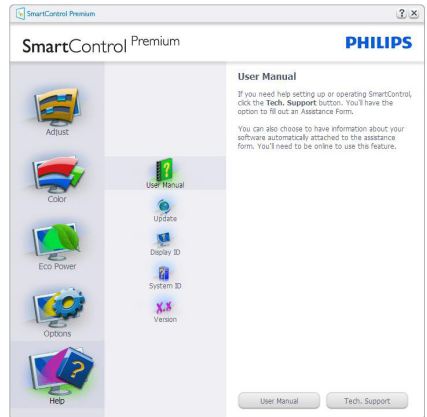 SmartControl Premium
SmartControl Premium
PHILIPS
Adjust
Color
Eco Power
Options
Help
User Manual
Update
Display ID
System ID
X.X
Version
User Manual
If you need help setting up or operating SmartControl,
click the Tech. Support button. You'll have the
option to fill out an Assistance Form.
You can also choose to have information about your
software automatically attached to the assistance
form. You'll need to be online to use this feature.
User Manual
Tech. Support